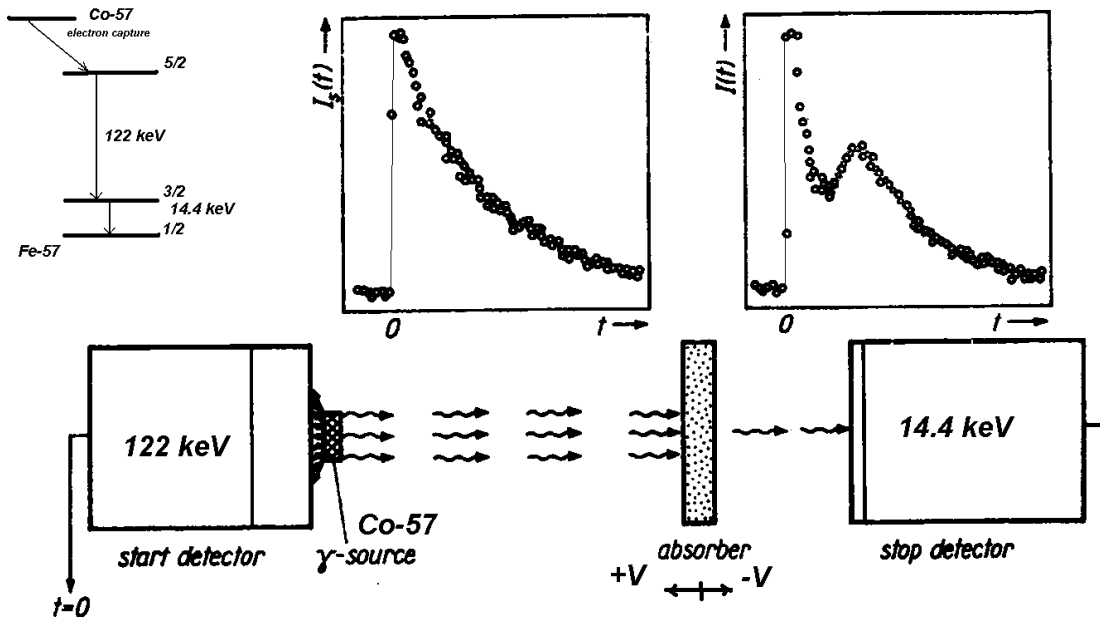 Co-57
electron capture
5/2
122 keV
3/2
14.4 keV
1/2
Fe-57
I_s(t)
0
t
I(t)
0
t
122 keV
14.4 keV
Co-57
start detector
γ-source
absorber
stop detector
+V
-V
t=0